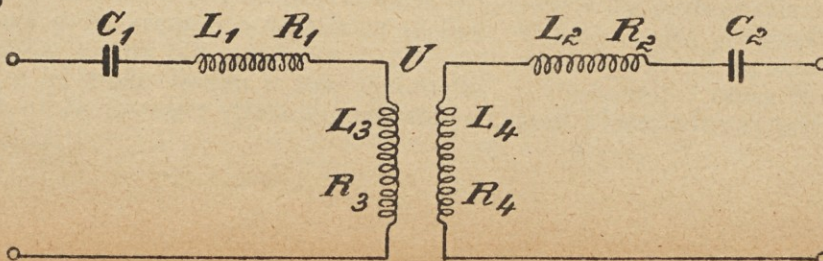 C₁ L₁ R₁ U L₂ R₂ C₂
L₃ L₄
R₃ R₄